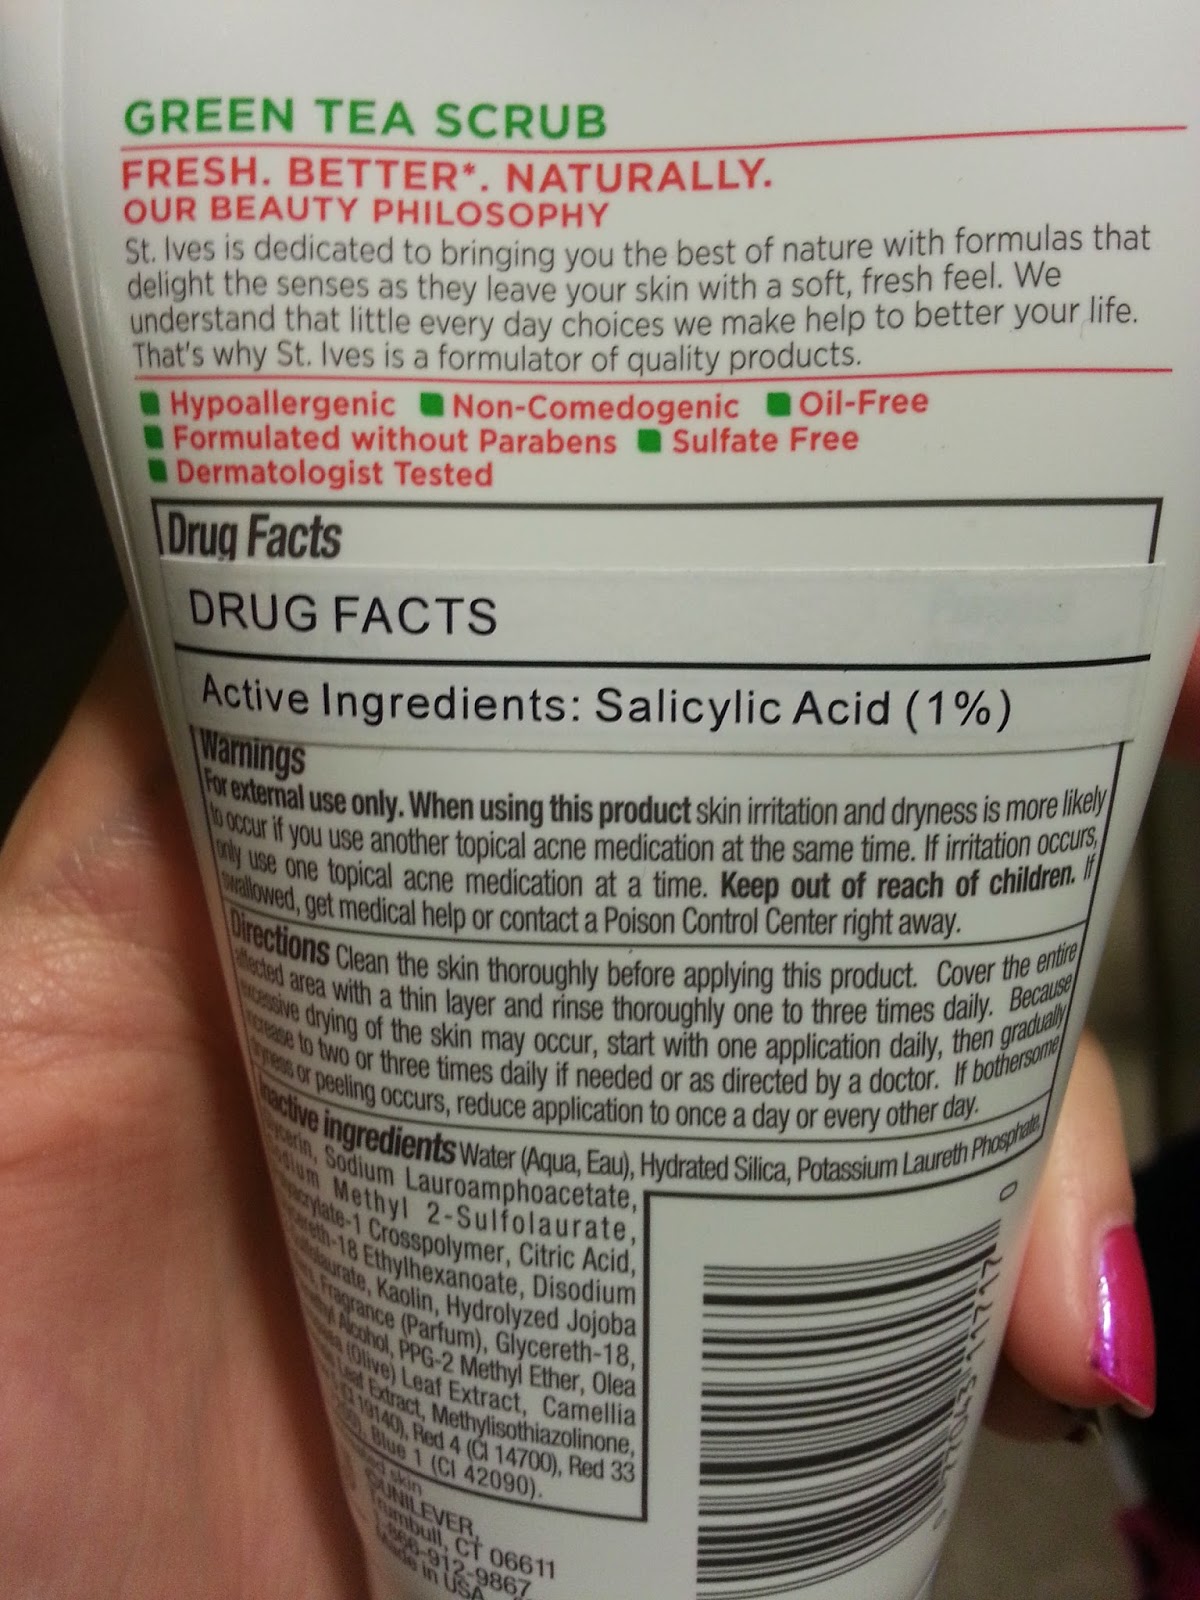 GREEN TEA SCRUB
FRESH. BETTER*. NATURALLY.
OUR BEAUTY PHILOSOPHY
St. Ives is dedicated to bringing you the best of nature with formulas that
delight the senses as they leave your skin with a soft, fresh feel. We
understand that little every day choices we make help to better your life.
That's why St. Ives is a formulator of quality products.
Hypoallergenic Non-Comedogenic Oil-Free
Formulated without Parabens Sulfate Free
Dermatologist Tested
Drug Facts
DRUG FACTS
Active Ingredients: Salicylic Acid (1%)
Warnings
For external use only. When using this product skin irritation and dryness is more likely
to occur if you use another topical acne medication at the same time. If irritation occurs,
only use one topical acne medication at a time. Keep out of reach of children. If
swallowed, get medical help or contact a Poison Control Center right away.
Directions Clean the skin thoroughly before applying this product. Cover the entire
affected area with a thin layer and rinse thoroughly one to three times daily. Because
excessive drying of the skin may occur, start with one application daily, then gradually
increase to two or three times daily if needed or as directed by a doctor. If bothersome
dryness or peeling occurs, reduce application to once a day or every other day.
Inactive ingredients Water (Aqua, Eau), Hydrated Silica, Potassium Laureth Phosphate,
Glycerin, Sodium Lauroamphoacetate,
Sodium Methyl 2-Sulfolaurate,
Crosspolymer, Citric Acid,
Ethylhexanoate, Disodium
Kaolin, Hydrolyzed Jojoba
Fragrance (Parfum), Glycereth-18,
Alcohol, PPG-2 Methyl Ether, Olea
(Olive) Leaf Extract, Camellia
Leaf Extract, Methylisothiazolinone,
19140), Red 4 (CI 14700), Red 33
Blue 1 (CI 42090).
skin
UNILEVER,
Trumbull, CT 06611
1-866-912-9867
Made in USA